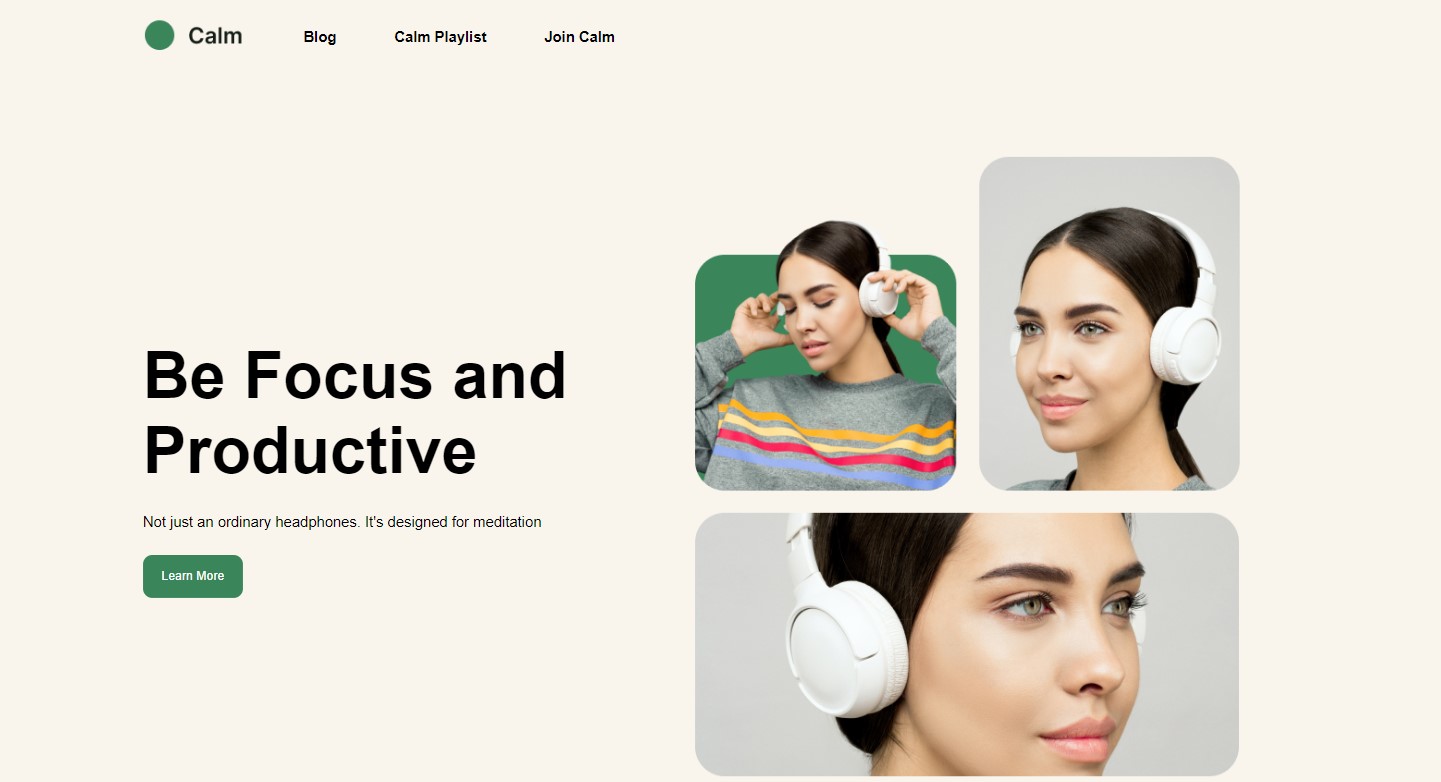 Calm
Blog
Calm Playlist
Join Calm
Be Focus and
Productive
Not just an ordinary headphones. It's designed for meditation
Learn More